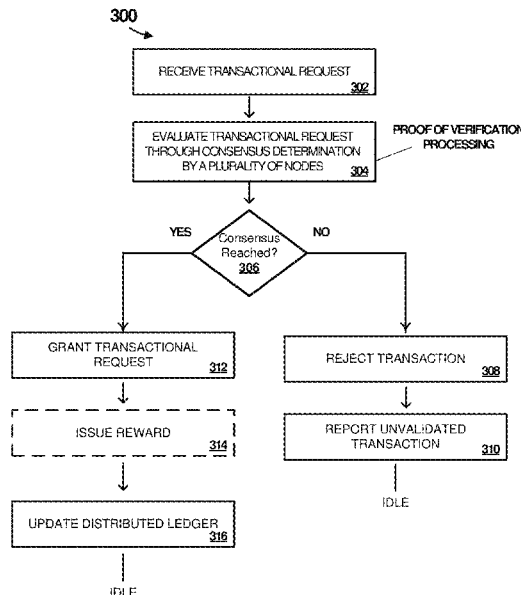 300
RECEIVE TRANSACTIONAL REQUEST
302
EVALUATE TRANSACTIONAL REQUEST
THROUGH CONSENSUS DETERMINATION
BY A PLURALITY OF NODES
304
PROOF OF VERIFICATION
PROCESSING
YES
Consensus
Reached?
306
NO
GRANT TRANSACTIONAL
REQUEST
312
REJECT TRANSACTION
308
ISSUE REWARD
314
REPORT UNVALIDATED
TRANSACTION
310
IDLE
UPDATE DISTRIBUTED LEDGER
316
IDLE